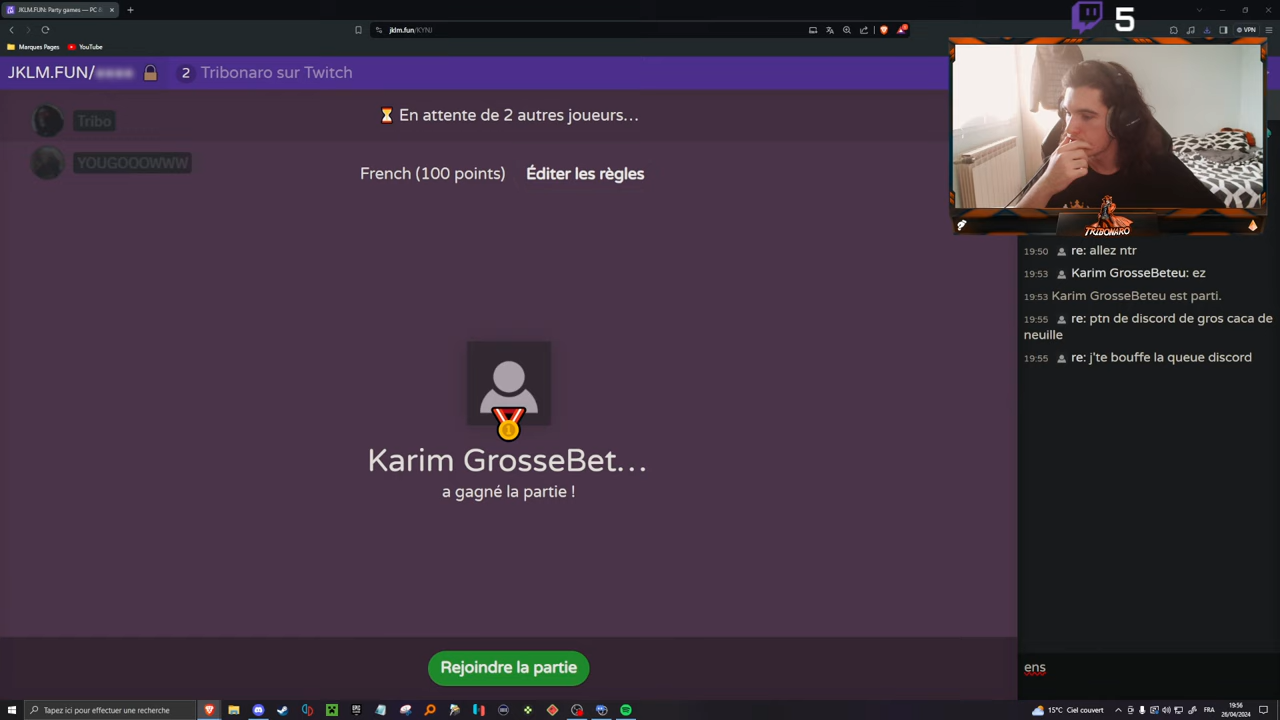 JKLM.FUN: Party games — PC B
5
jklm.fun/KYNJ
VPN
Marques Pages YouTube
JKLM.FUN/ 2 Tribonaro sur Twitch
Tribo
YOUGOOOWWW
En attente de 2 autres joueurs…
French (100 points) Éditer les règles
TRIBONARO
19:50 re: allez ntr
19:53 Karim GrosseBeteu: ez
19:53 Karim GrosseBeteu est parti.
19:55 re: ptn de discord de gros caca de
neuille
19:55 re: j'te bouffe la queue discord
Karim GrosseBet…
a gagné la partie !
Rejoindre la partie
ens
Tapez ici pour effectuer une recherche
15°C Ciel couvert
FRA
19:56
26/04/2024